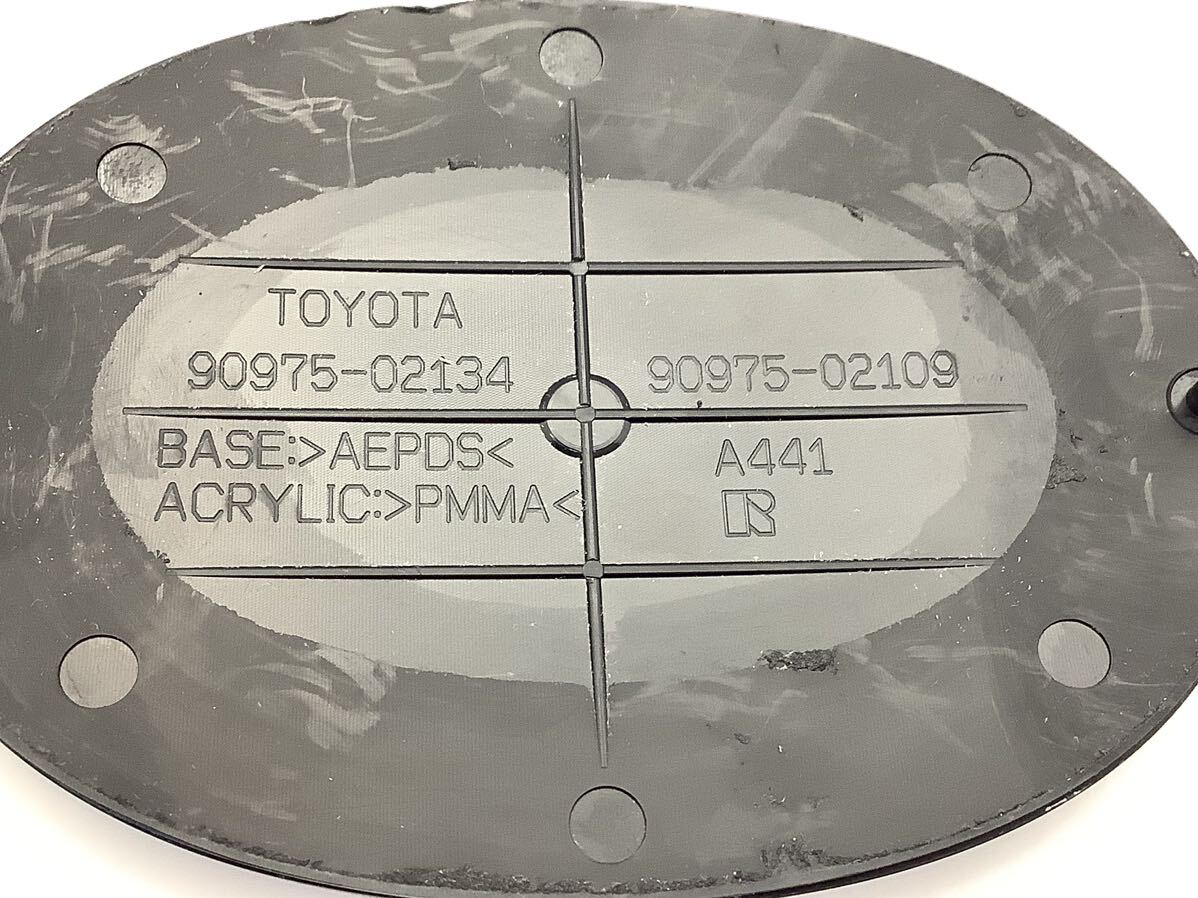 TOYOTA
90975-02134
90975-02109
BASE:>AEPDS<
ACRYLIC:>PMMA<
A441